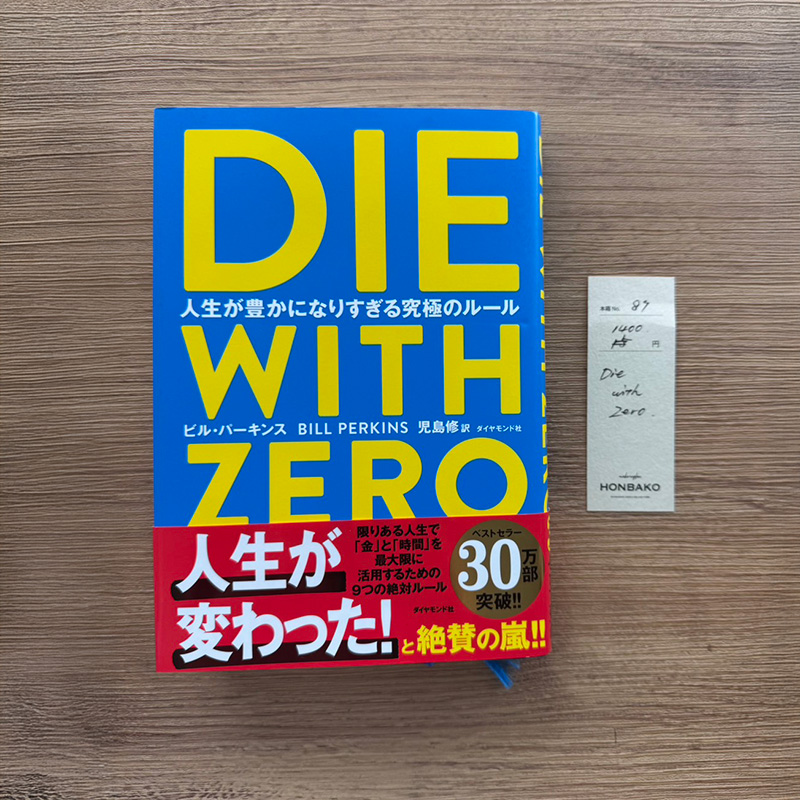 DIE
人生が豊かになりすぎる究極のルール
WITH
ビル・パーキンス BILL PERKINS 児島修 訳 ダイヤモンド社
ZERO
人生が
変わった!
と絶賛の嵐!!
限りある人生で
「金」と「時間」を
最大限に
活用するための
9つの絶対ルール
ダイヤモンド社
ベストセラー
30万部
突破!!
本箱No. 87
1400
円
Die
with
Zero.
HONBAKO